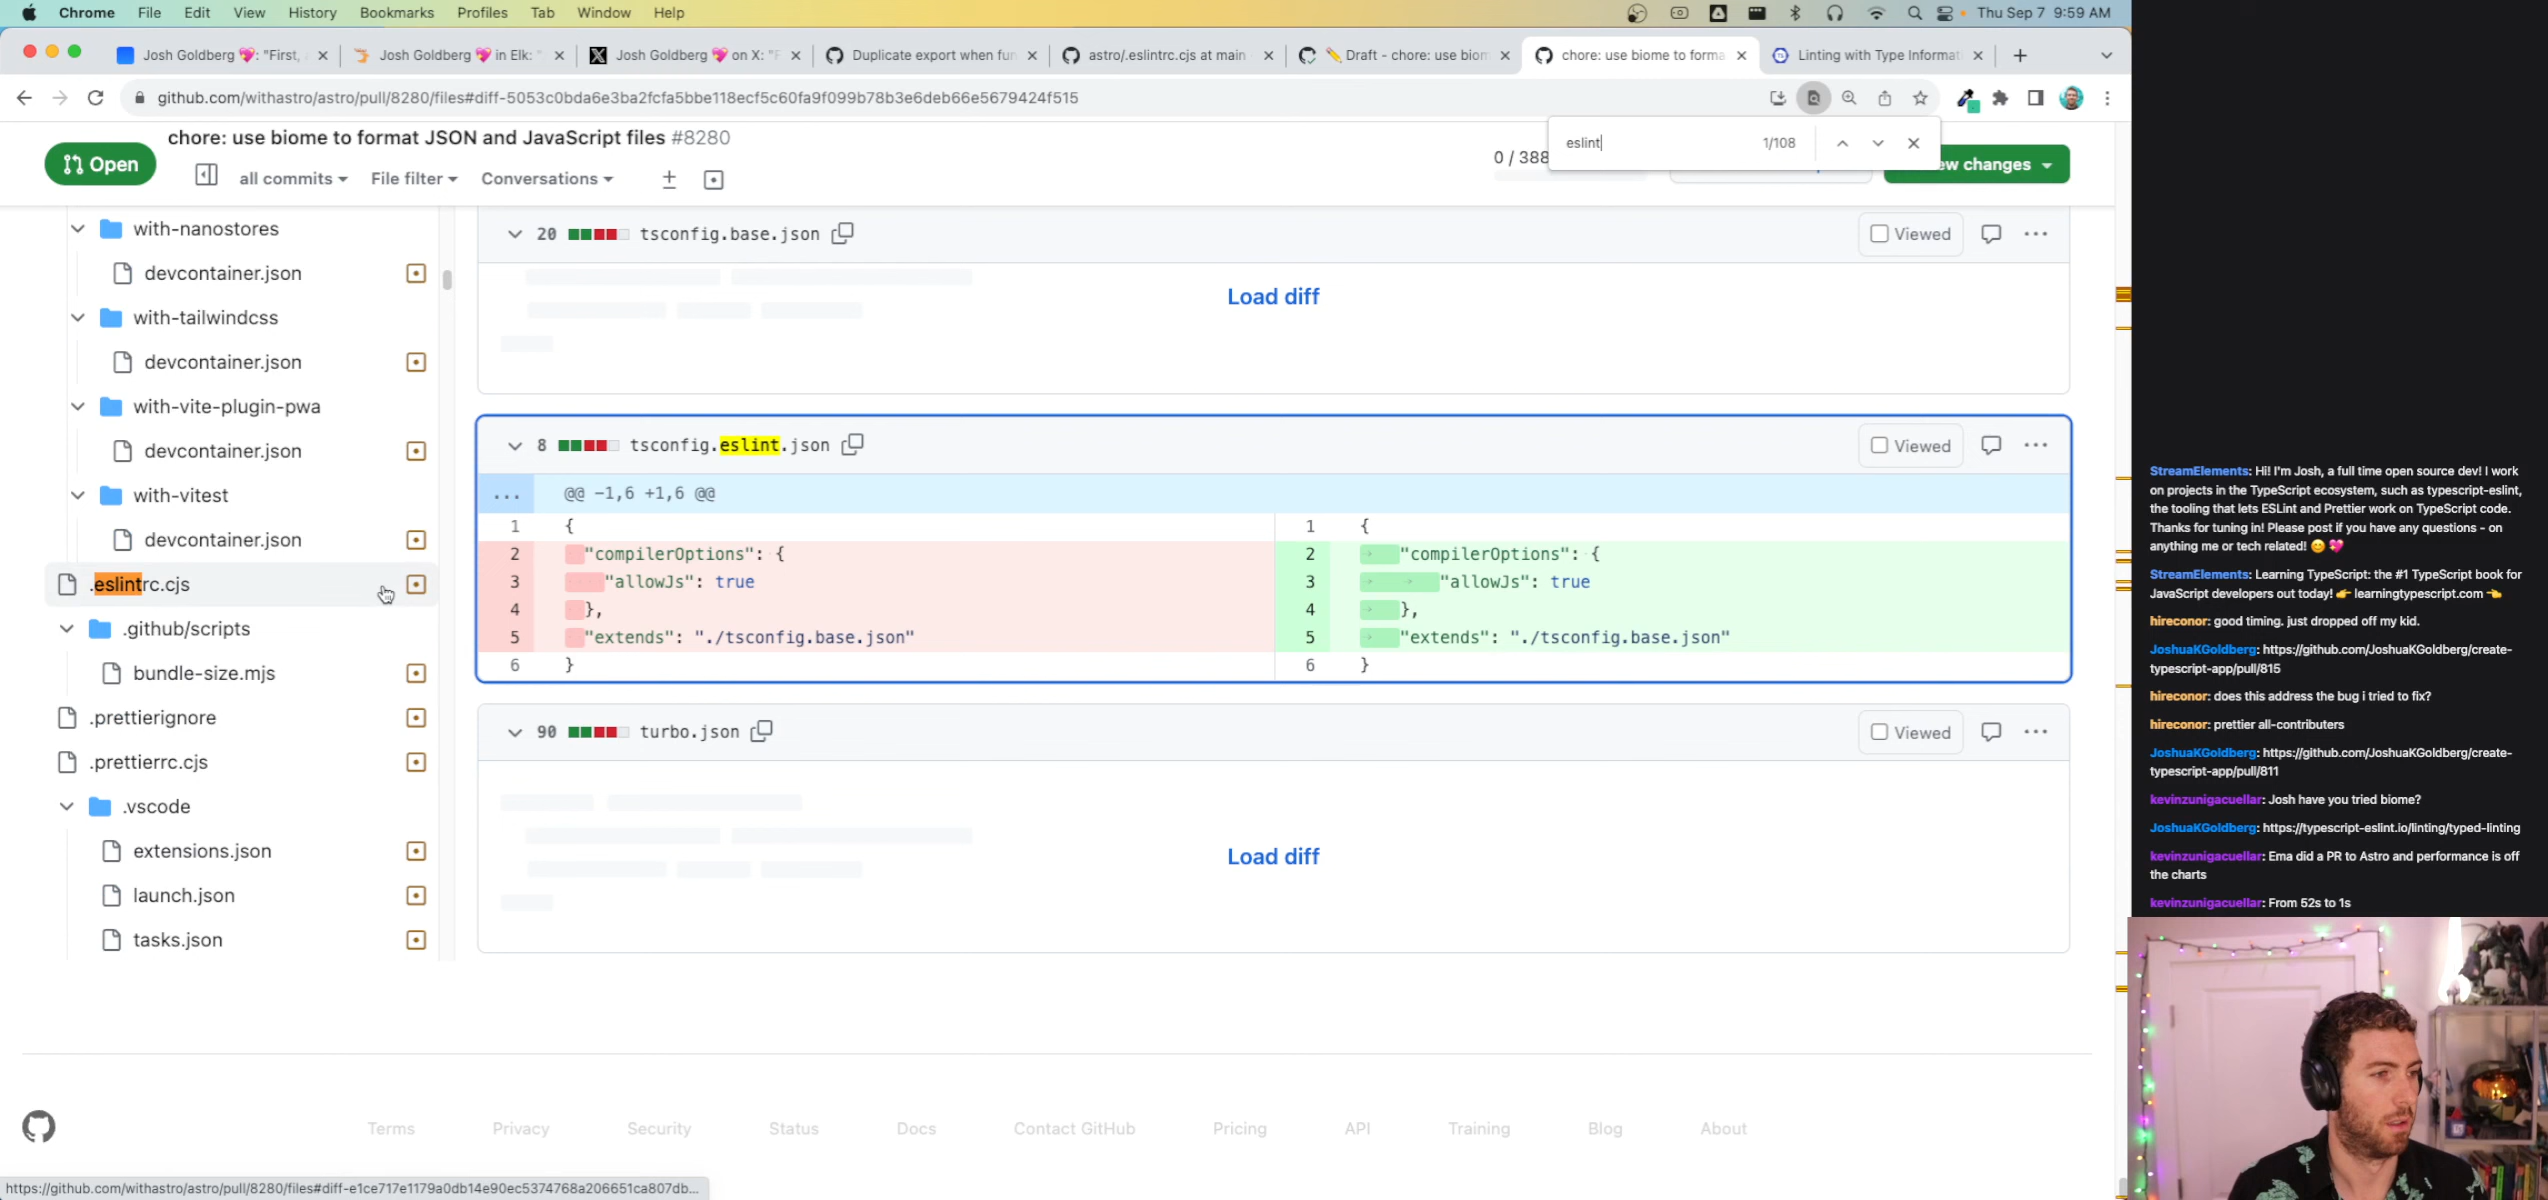 Chrome File Edit View History Bookmarks Profiles Tab Window Help
Thu Sep 7 9:59 AM
Josh Goldberg 💖: "First,
Josh Goldberg 💖 in Elk: "
Josh Goldberg 💖 on X: "F
Duplicate export when fun
astro/.eslintrc.cjs at main
✏️ Draft - chore: use biom
chore: use biome to forma
Linting with Type Informat
github.com/withastro/astro/pull/8280/files#diff-5053c0bda6e3ba2fcfa5bbe118ecf5c60fa9f099b78b3e6deb66e5679424f515
eslint
1/108
Open
chore: use biome to format JSON and JavaScript files #8280
all commits
File filter
Conversations
0 / 388
ew changes
with-nanostores
devcontainer.json
with-tailwindcss
devcontainer.json
with-vite-plugin-pwa
devcontainer.json
with-vitest
devcontainer.json
.eslintrc.cjs
.github/scripts
bundle-size.mjs
.prettierignore
.prettierrc.cjs
.vscode
extensions.json
launch.json
tasks.json
20 tsconfig.base.json
Viewed
Load diff
8 tsconfig.eslint.json
Viewed
... @@ -1,6 +1,6 @@
1 { 1 {
2 "compilerOptions": { 2 "compilerOptions": {
3 "allowJs": true 3 "allowJs": true
4 }, 4 },
5 "extends": "./tsconfig.base.json" 5 "extends": "./tsconfig.base.json"
6 } 6 }
90 turbo.json
Viewed
Load diff
Terms Privacy Security Status Docs Contact GitHub Pricing API Training Blog About
https://github.com/withastro/astro/pull/8280/files#diff-e1ce717e1179a0db14e90ec5374768a206651ca807db...
StreamElements: Hi! I'm Josh, a full time open source dev! I work
on projects in the TypeScript ecosystem, such as typescript-eslint,
the tooling that lets ESLint and Prettier work on TypeScript code.
Thanks for tuning in! Please post if you have any questions - on
anything me or tech related! 😊 💖
StreamElements: Learning TypeScript: the #1 TypeScript book for
JavaScript developers out today! 👉 learningtypescript.com 👈
hireconor: good timing. just dropped off my kid.
JoshuaKGoldberg: https://github.com/JoshuaKGoldberg/create-
typescript-app/pull/815
hireconor: does this address the bug i tried to fix?
hireconor: prettier all-contributers
JoshuaKGoldberg: https://github.com/JoshuaKGoldberg/create-
typescript-app/pull/811
kevinzunigacuellar: Josh have you tried biome?
JoshuaKGoldberg: https://typescript-eslint.io/linting/typed-linting
kevinzunigacuellar: Ema did a PR to Astro and performance is off
the charts
kevinzunigacuellar: From 52s to 1s